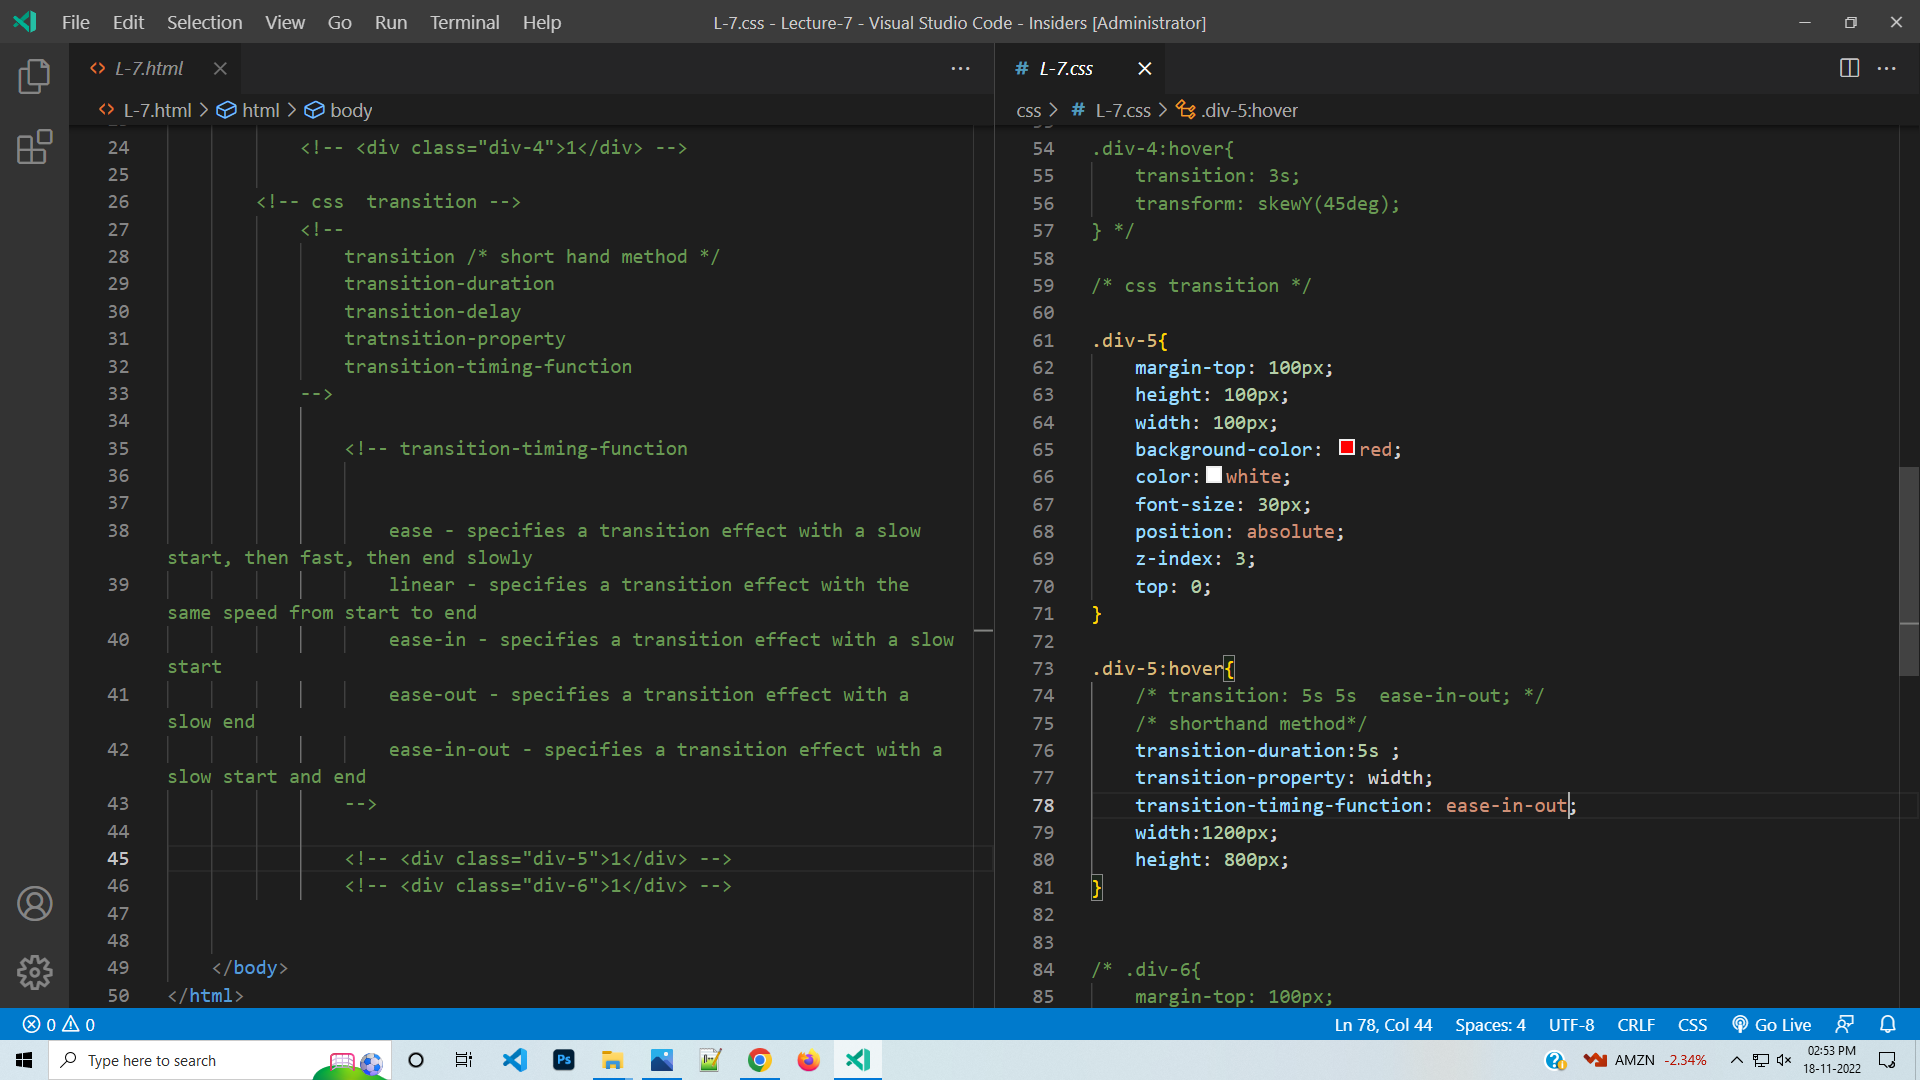 File Edit Selection View Go Run Terminal Help
L-7.css - Lecture-7 - Visual Studio Code - Insiders [Administrator]
L-7.html
L-7.html > html > body
24 <!-- <div class="div-4">1</div> -->
25
26 <!-- css  transition -->
27 <!--
28 transition /* short hand method */
29 transition-duration
30 transition-delay
31 tratnsition-property
32 transition-timing-function
33 -->
34
35 <!-- transition-timing-function
36
37
38 ease - specifies a transition effect with a slow
start, then fast, then end slowly
39 linear - specifies a transition effect with the
same speed from start to end
40 ease-in - specifies a transition effect with a slow
start
41 ease-out - specifies a transition effect with a
slow end
42 ease-in-out - specifies a transition effect with a
slow start and end
43 -->
44
45 <!-- <div class="div-5">1</div> -->
46 <!-- <div class="div-6">1</div> -->
47
48
49 </body>
50 </html>
# L-7.css
css > # L-7.css > .div-5:hover
54 .div-4:hover{
55 transition: 3s;
56 transform: skewY(45deg);
57 } */
58
59 /* css transition */
60
61 .div-5{
62 margin-top: 100px;
63 height: 100px;
64 width: 100px;
65 background-color: red;
66 color: white;
67 font-size: 30px;
68 position: absolute;
69 z-index: 3;
70 top: 0;
71 }
72
73 .div-5:hover{
74 /* transition: 5s 5s  ease-in-out; */
75 /* shorthand method*/
76 transition-duration:5s ;
77 transition-property: width;
78 transition-timing-function: ease-in-out;
79 width:1200px;
80 height: 800px;
81 }
82
83
84 /* .div-6{
85 margin-top: 100px;
0 0
Ln 78, Col 44 Spaces: 4 UTF-8 CRLF CSS Go Live
Type here to search
Ps
AMZN -2.34%
02:53 PM
18-11-2022